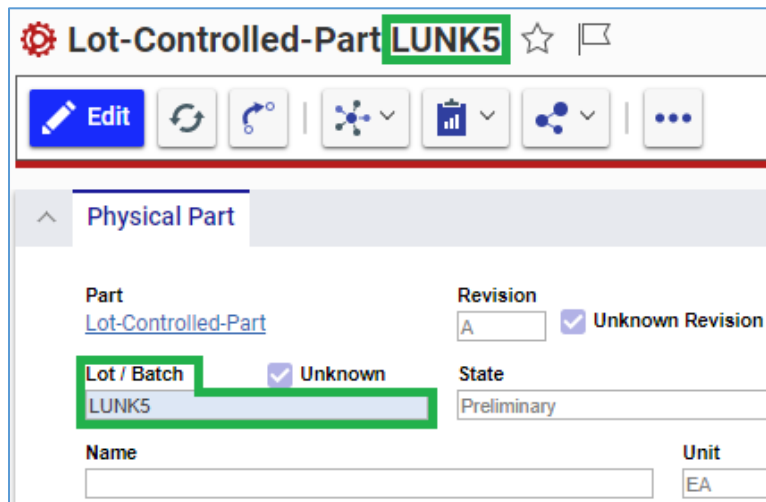 Lot-Controlled-Part LUNK5
Edit
Physical Part
Part
Revision
Lot-Controlled-Part
A
Unknown Revision
Lot / Batch
Unknown
State
LUNK5
Preliminary
Name
Unit
EA